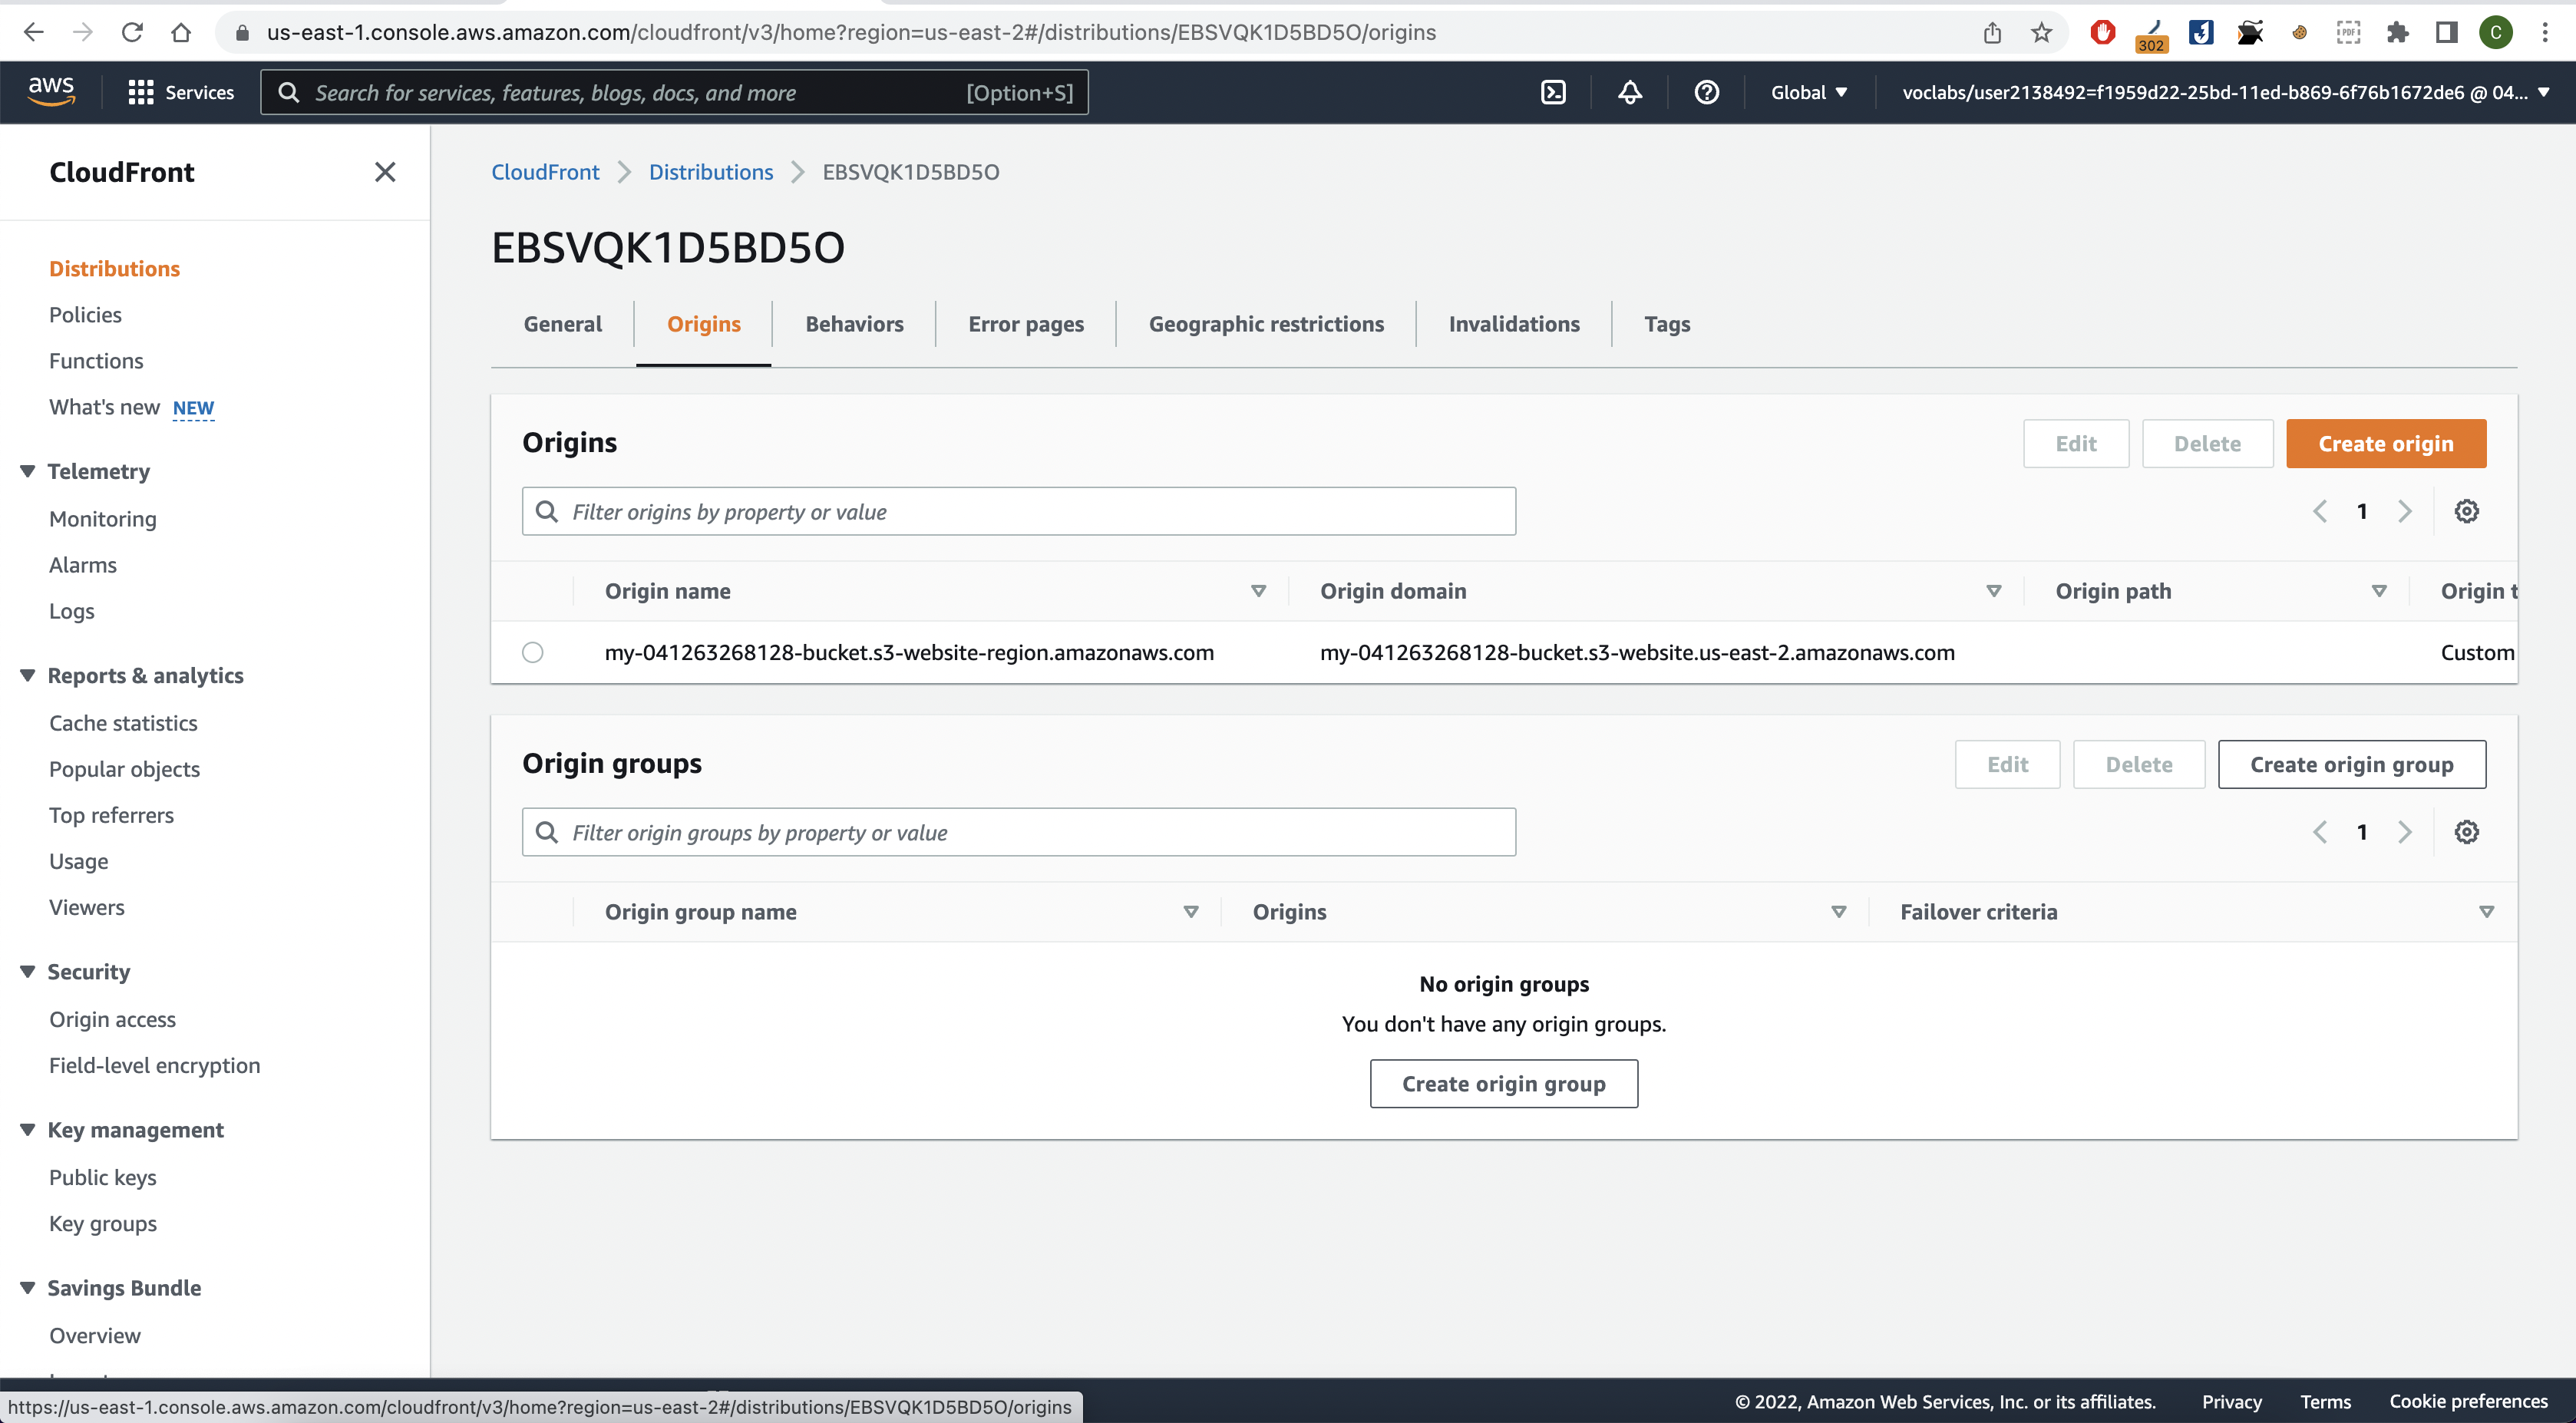 us-east-1.console.aws.amazon.com/cloudfront/v3/home?region=us-east-2#/distributions/EBSVQK1D5BD5O/origins
302
PDF
C
aws
Services
Search for services, features, blogs, docs, and more
[Option+S]
Global
voclabs/user2138492=f1959d22-25bd-11ed-b869-6f76b1672de6 @ 04...
CloudFront
Distributions
Policies
Functions
What's new NEW
Telemetry
Monitoring
Alarms
Logs
Reports & analytics
Cache statistics
Popular objects
Top referrers
Usage
Viewers
Security
Origin access
Field-level encryption
Key management
Public keys
Key groups
Savings Bundle
Overview
CloudFront
Distributions
EBSVQK1D5BD5O
EBSVQK1D5BD5O
General
Origins
Behaviors
Error pages
Geographic restrictions
Invalidations
Tags
Origins
Edit
Delete
Create origin
Filter origins by property or value
1
Origin name
Origin domain
Origin path
Origin t
my-041263268128-bucket.s3-website-region.amazonaws.com
my-041263268128-bucket.s3-website.us-east-2.amazonaws.com
Custom
Origin groups
Edit
Delete
Create origin group
Filter origin groups by property or value
1
Origin group name
Origins
Failover criteria
No origin groups
You don't have any origin groups.
Create origin group
https://us-east-1.console.aws.amazon.com/cloudfront/v3/home?region=us-east-2#/distributions/EBSVQK1D5BD5O/origins
© 2022, Amazon Web Services, Inc. or its affiliates.
Privacy
Terms
Cookie preferences